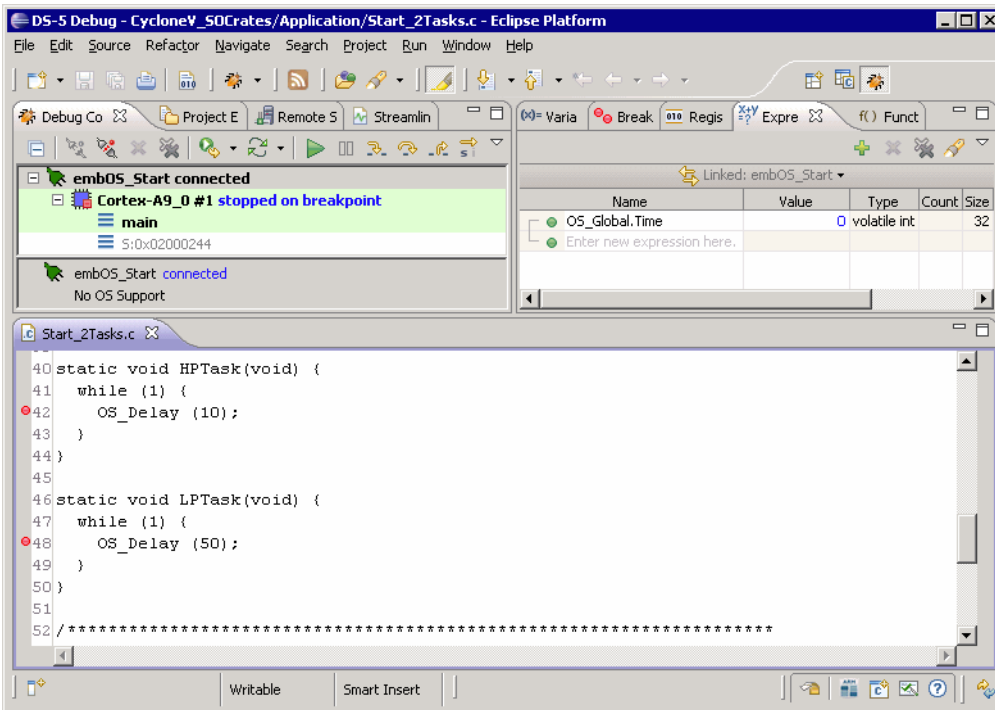 DS-5 Debug - CycloneV_SOCrates/Application/Start_2Tasks.c - Eclipse Platform
File Edit Source Refactor Navigate Search Project Run Window Help
Debug Co Project E Remote S Streamlin
(x)= Varia Break 010 Regis Expre f() Funct
embOS_Start connected
Cortex-A9_0 #1 stopped on breakpoint
main
S:0x02000244
embOS_Start connected
No OS Support
Linked: embOS_Start
Name Value Type Count Size
OS_Global.Time 0 volatile int 32
Enter new expression here.
Start_2Tasks.c
40 static void HPTask(void) {
41 while (1) {
42 OS_Delay (10);
43 }
44 }
45
46 static void LPTask(void) {
47 while (1) {
48 OS_Delay (50);
49 }
50 }
51
52 /*********************************************************************
Writable Smart Insert